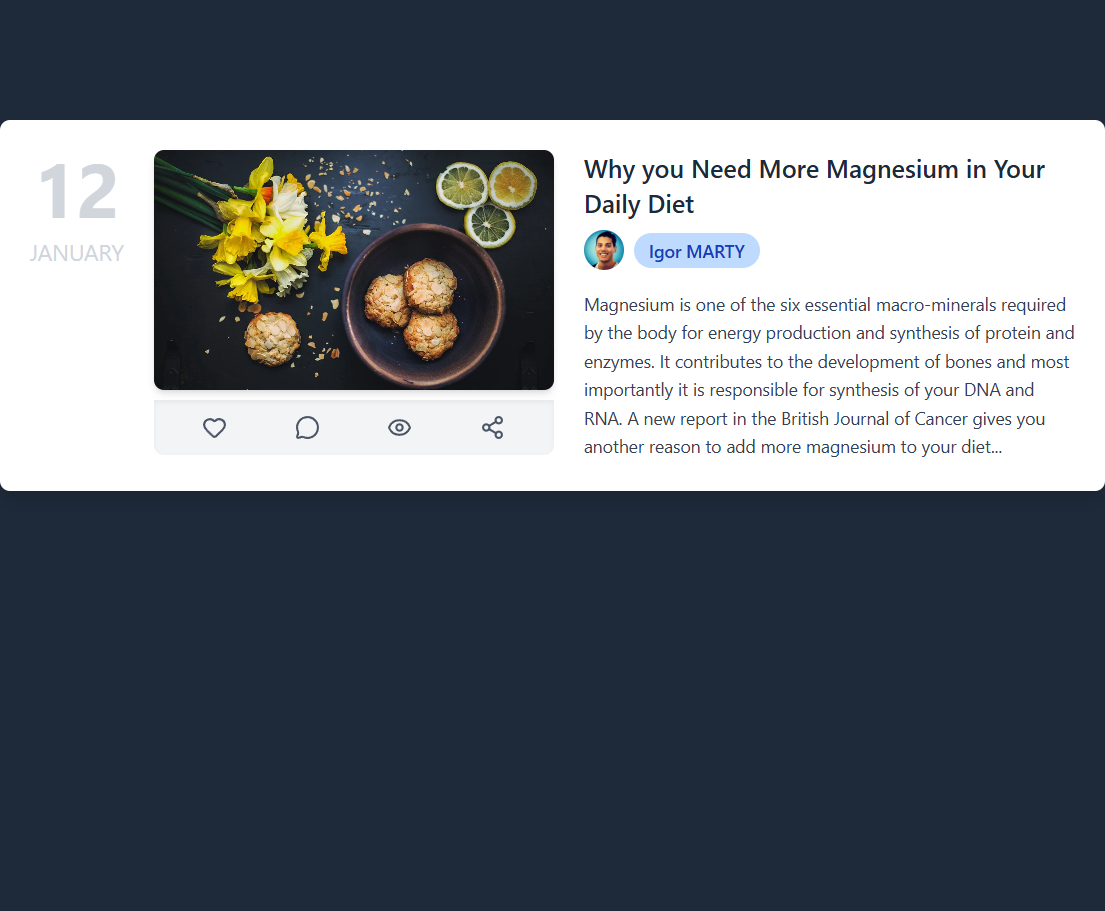 12
JANUARY
Why you Need More Magnesium in Your
Daily Diet
Igor MARTY
Magnesium is one of the six essential macro-minerals required
by the body for energy production and synthesis of protein and
enzymes. It contributes to the development of bones and most
importantly it is responsible for synthesis of your DNA and
RNA. A new report in the British Journal of Cancer gives you
another reason to add more magnesium to your diet...